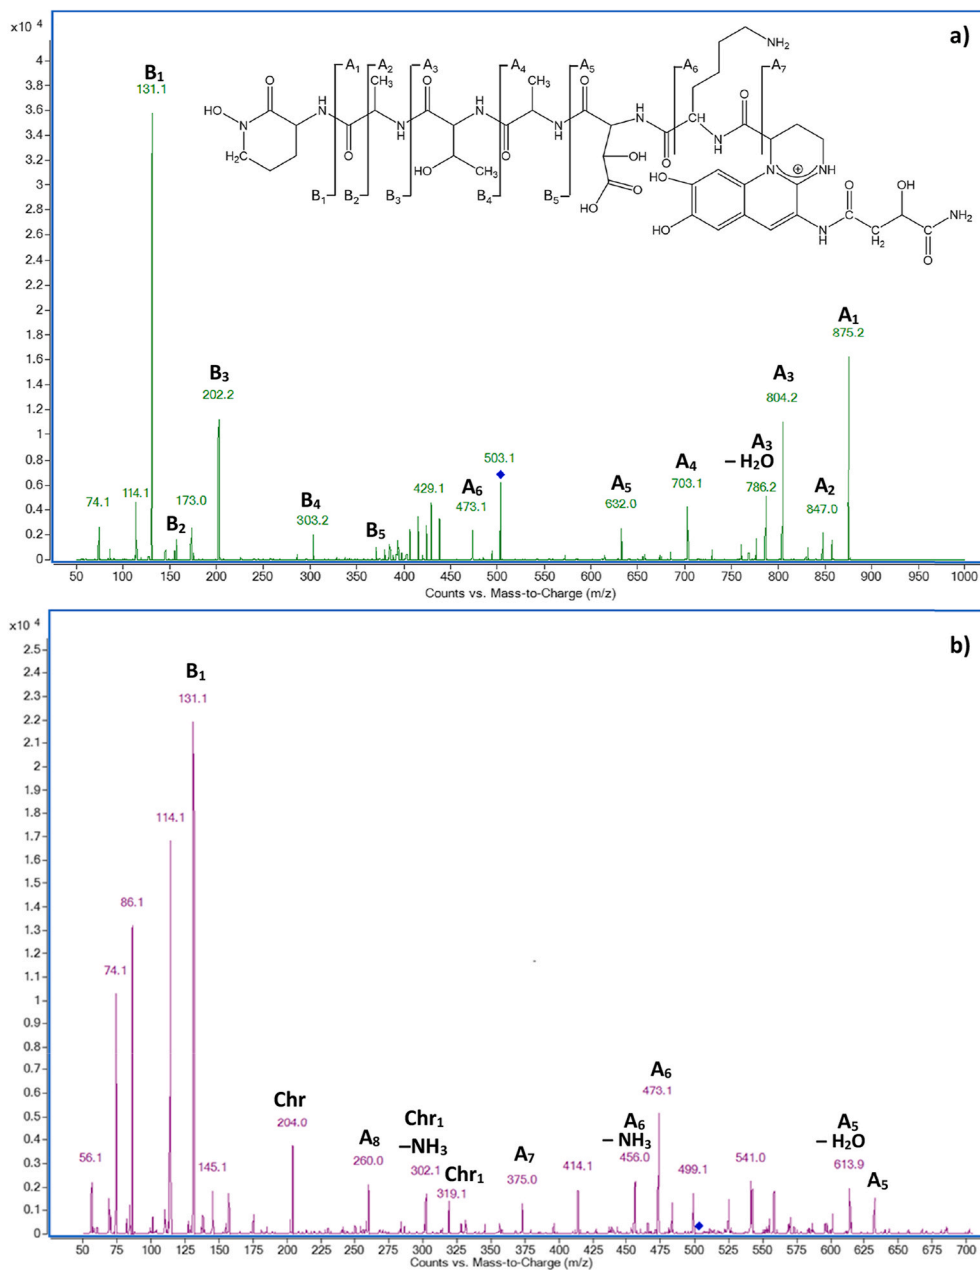 x10 4
a)
B₁
131.1
3.8
3.6
3.4
3.2
3
2.8
2.6
2.4
2.2
2
1.8
1.6
1.4
1.2
1
0.8
0.6
0.4
0.2
0
A₁ A₂ A₃ A₄ A₅ A₆ A₇
NH₂
O H CH₃ O H O CH₃ O H O CH O
HO N N N N N N
H₂C O H HO CH₃ O H OH O NH
B₁ B₂ B₃ B₄ B₅
HO O
HO N + NH
HO N H O C H₂ OH C O NH₂
B₃
202.2
A₁
875.2
A₃
804.2
A₃
– H₂O
786.2
74.1
114.1
173.0
B₂
B₄
303.2
B₅
429.1
A₆
473.1
503.1
A₅
632.0
A₄
703.1
A₂
847.0
50 100 150 200 250 300 350 400 450 500 550 600 650 700 750 800 850 900 950 1000
Counts vs. Mass-to-Charge (m/z)
x10 4
b)
B₁
131.1
2.5
2.4
2.3
2.2
2.1
2
1.9
1.8
1.7
1.6
1.5
1.4
1.3
1.2
1.1
1
0.9
0.8
0.7
0.6
0.5
0.4
0.3
0.2
0.1
0
114.1
86.1
74.1
56.1
145.1
Chr
204.0
A₈
260.0
Chr₁
–NH₃
302.1
Chr₁
319.1
A₇
375.0
414.1
A₆
– NH₃
456.0
A₆
473.1
499.1
541.0
A₅
– H₂O
613.9
A₅
50 75 100 125 150 175 200 225 250 275 300 325 350 375 400 425 450 475 500 525 550 575 600 625 650 675 700
Counts vs. Mass-to-Charge (m/z)